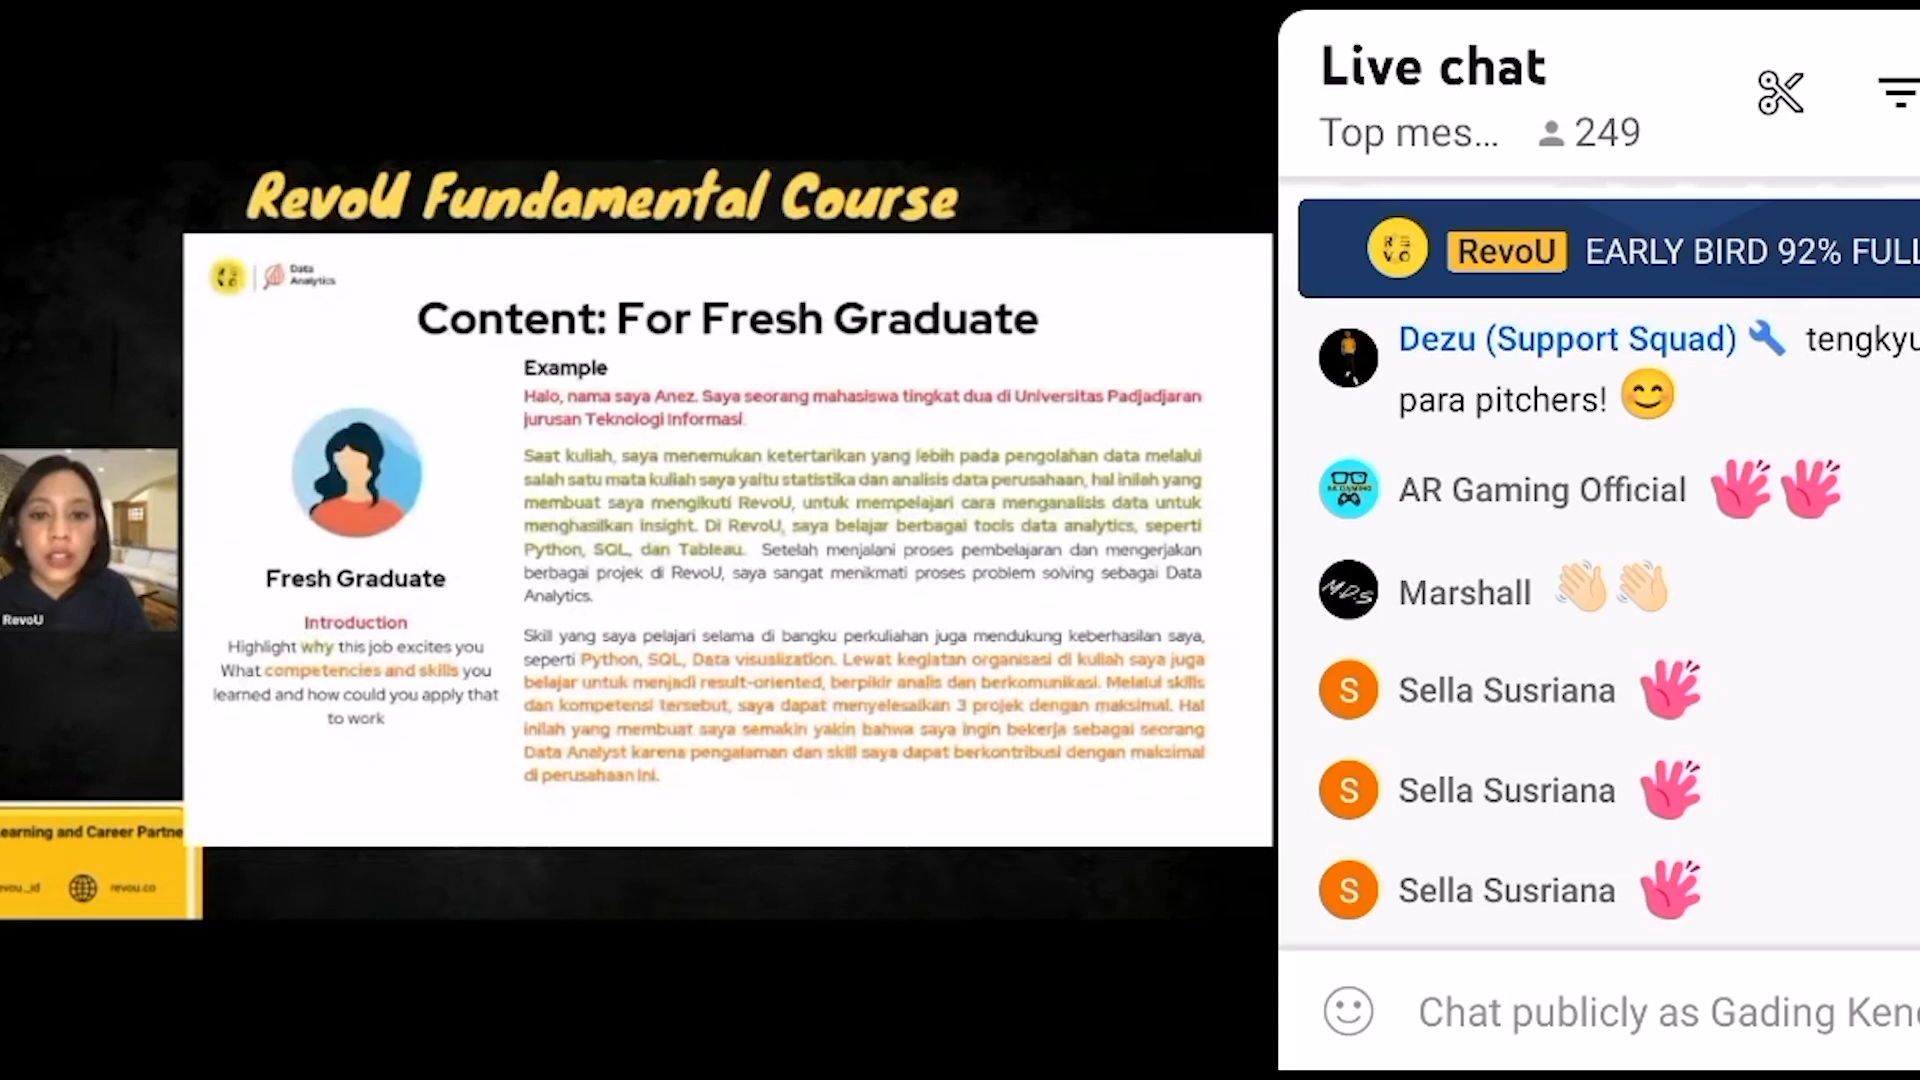 RevoU Fundamental Course
Data
Analytics
Content: For Fresh Graduate
Example
Halo, nama saya Anez. Saya seorang mahasiswa tingkat dua di Universitas Padjadjaran
jurusan Teknologi Informasi.
Saat kuliah, saya menemukan ketertarikan yang lebih pada pengolahan data melalui
salah satu mata kuliah saya yaitu statistika dan analisis data perusahaan, hal inilah yang
membuat saya mengikuti RevoU, untuk mempelajari cara menganalisis data untuk
menghasilkan insight. Di RevoU, saya belajar berbagai tools data analytics, seperti
Python, SQL, dan Tableau. Setelah menjalani proses pembelajaran dan mengerjakan
berbagai projek di RevoU, saya sangat menikmati proses problem solving sebagai Data
Analytics.
Skill yang saya pelajari selama di bangku perkuliahan juga mendukung keberhasilan saya,
seperti Python, SQL, Data visualization. Lewat kegiatan organisasi di kuliah saya juga
belajar untuk menjadi result-oriented, berpikir analis dan berkomunikasi. Melalui skills
dan kompetensi tersebut, saya dapat menyelesaikan 3 projek dengan maksimal. Hal
inilah yang membuat saya semakin yakin bahwa saya ingin bekerja sebagai seorang
Data Analyst karena pengalaman dan skill saya dapat berkontribusi dengan maksimal
di perusahaan ini.
Fresh Graduate
Introduction
Highlight why this job excites you
What competencies and skills you
learned and how could you apply that
to work
RevoU
earning and Career Partne
evou_id
revou.co
Live chat
Top mes... 249
RevoU EARLY BIRD 92% FULL
Dezu (Support Squad) tengkyu
para pitchers! 😊
AR Gaming Official
M.D.S
Marshall 👋🏻👋🏻
S Sella Susriana
S Sella Susriana
S Sella Susriana
Chat publicly as Gading Ken